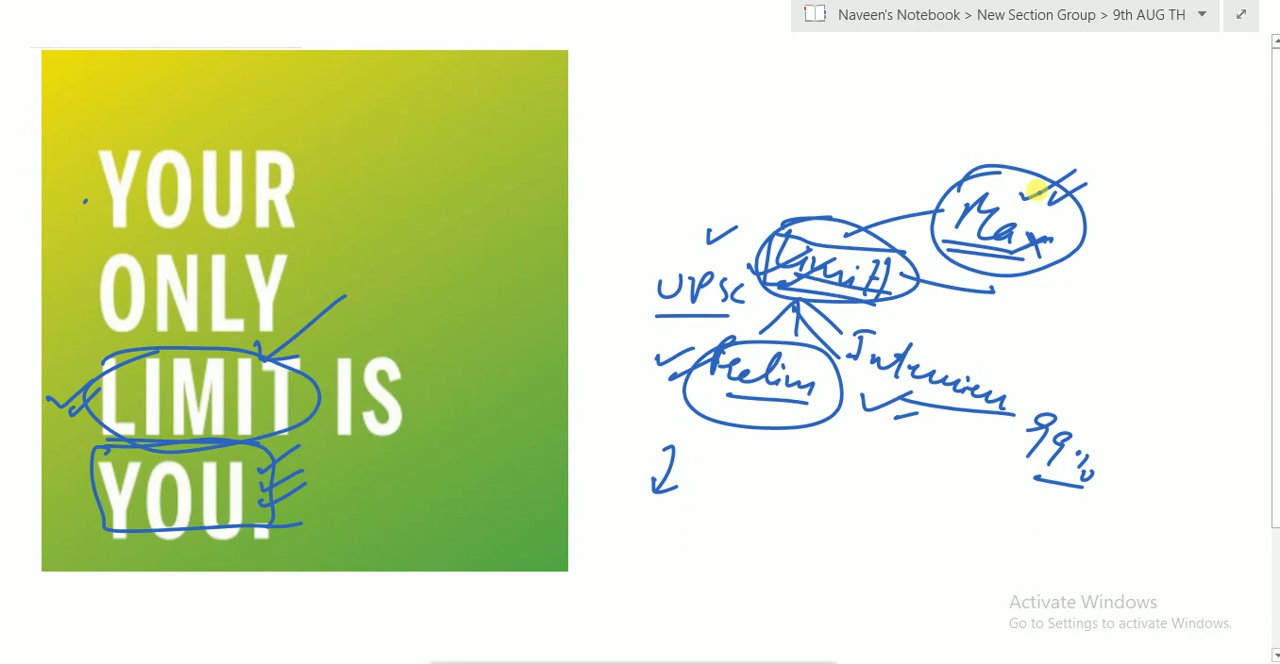 Naveen's Notebook > New Section Group > 9th AUG TH
YOUR
ONLY
LIMIT IS
YOU.
Max
Limit
UPSC
Prelim
Interview
99%
Activate Windows
Go to Settings to activate Windows.